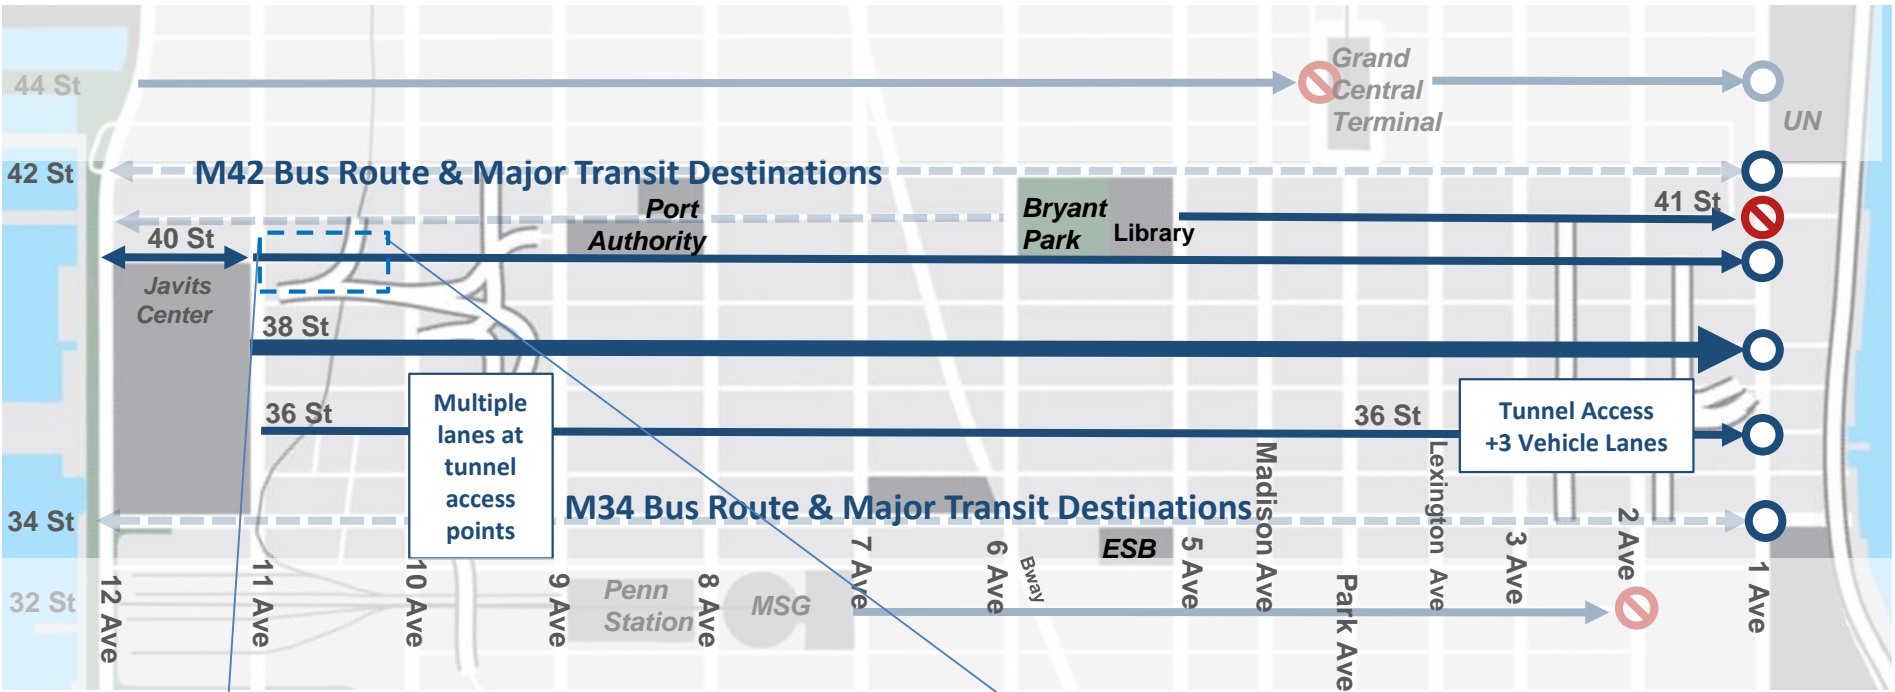 44 St
Grand
Central
Terminal
UN
42 St
M42 Bus Route & Major Transit Destinations
41 St
Port
Authority
Bryant
Park
Library
40 St
Javits
Center
38 St
36 St
Multiple
lanes at
tunnel
access
points
36 St
Tunnel Access
+3 Vehicle Lanes
34 St
M34 Bus Route & Major Transit Destinations
ESB
32 St
Penn
Station
MSG
12 Ave
11 Ave
10 Ave
9 Ave
8 Ave
7 Ave
6 Ave
Bway
5 Ave
Madison Ave
Park Ave
Lexington Ave
3 Ave
2 Ave
1 Ave